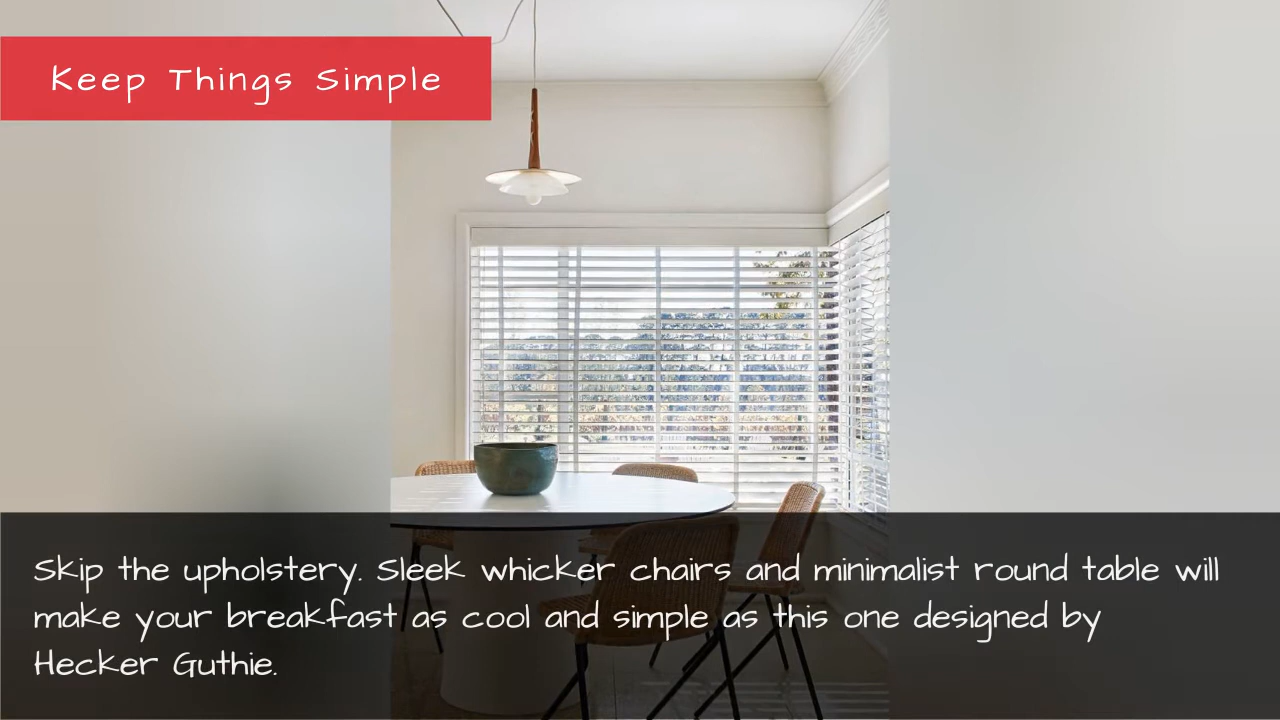 Keep Things Simple
Skip the upholstery. Sleek whicker chairs and minimalist round table will
make your breakfast as cool and simple as this one designed by
Hecker Guthie.